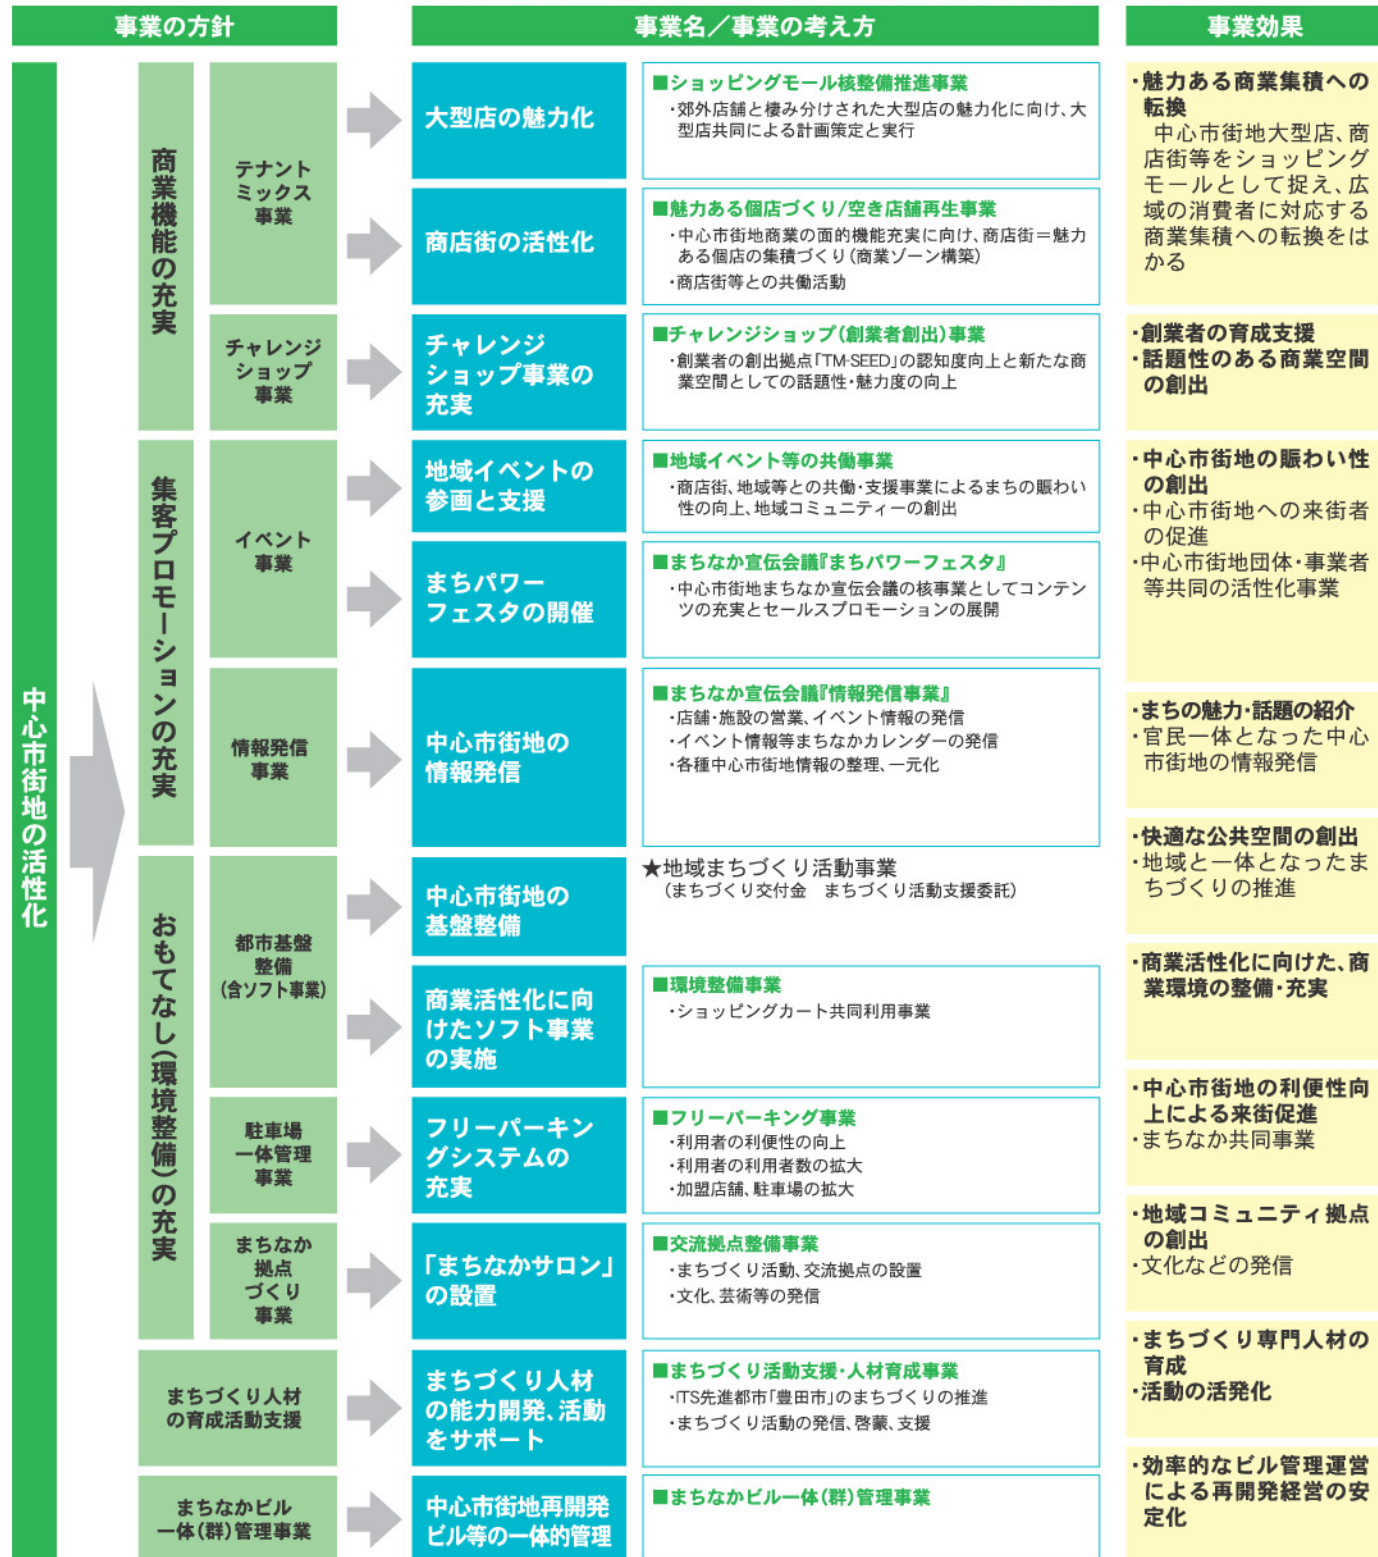 事業の方針
事業名／事業の考え方
事業効果
中心市街地の活性化
商業機能の充実
テナント
ミックス
事業
大型店の魅力化
■ショッピングモール核整備推進事業
・郊外店舗と棲み分けされた大型店の魅力化に向け、大
型店共同による計画策定と実行
・魅力ある商業集積への
転換
中心市街地大型店、商
店街等をショッピング
モールとして捉え、広
域の消費者に対応する
商業集積への転換をは
かる
商店街の活性化
■魅力ある個店づくり/空き店舗再生事業
・中心市街地商業の面的機能充実に向け、商店街＝魅力
ある個店の集積づくり（商業ゾーン構築）
・商店街等との共働活動
チャレンジ
ショップ
事業
チャレンジ
ショップ事業の
充実
■チャレンジショップ（創業者創出）事業
・創業者の創出拠点「TM-SEED」の認知度向上と新たな商
業空間としての話題性・魅力度の向上
・創業者の育成支援
・話題性のある商業空間
の創出
集客プロモーションの充実
イベント
事業
地域イベントの
参画と支援
■地域イベント等の共働事業
・商店街、地域等との共働・支援事業によるまちの賑わい
性の向上、地域コミュニティーの創出
・中心市街地の賑わい性
の創出
・中心市街地への来街者
の促進
・中心市街地団体・事業者
等共同の活性化事業
まちパワー
フェスタの開催
■まちなか宣伝会議『まちパワーフェスタ』
・中心市街地まちなか宣伝会議の核事業としてコンテン
ツの充実とセールスプロモーションの展開
情報発信
事業
中心市街地の
情報発信
■まちなか宣伝会議『情報発信事業』
・店舗・施設の営業、イベント情報の発信
・イベント情報等まちなかカレンダーの発信
・各種中心市街地情報の整理、一元化
・まちの魅力・話題の紹介
・官民一体となった中心
市街地の情報発信
おもてなし（環境整備）の充実
都市基盤
整備
（含ソフト事業）
中心市街地の
基盤整備
★地域まちづくり活動事業
（まちづくり交付金　まちづくり活動支援委託）
・快適な公共空間の創出
・地域と一体となったま
ちづくりの推進
商業活性化に向
けたソフト事業
の実施
■環境整備事業
・ショッピングカート共同利用事業
・商業活性化に向けた、商
業環境の整備・充実
駐車場
一体管理
事業
フリーパーキン
グシステムの
充実
■フリーパーキング事業
・利用者の利便性の向上
・利用者の利用者数の拡大
・加盟店舗、駐車場の拡大
・中心市街地の利便性向
上による来街促進
・まちなか共同事業
まちなか
拠点
づくり
事業
「まちなかサロン」
の設置
■交流拠点整備事業
・まちづくり活動、交流拠点の設置
・文化、芸術等の発信
・地域コミュニティ拠点
の創出
・文化などの発信
まちづくり人材
の育成活動支援
まちづくり人材
の能力開発、活動
をサポート
■まちづくり活動支援・人材育成事業
・ITS先進都市「豊田市」のまちづくりの推進
・まちづくり活動の発信、啓蒙、支援
・まちづくり専門人材の
育成
・活動の活発化
まちなかビル
一体（群）管理事業
中心市街地再開発
ビル等の一体的管理
■まちなかビル一体（群）管理事業
・効率的なビル管理運営
による再開発経営の安
定化